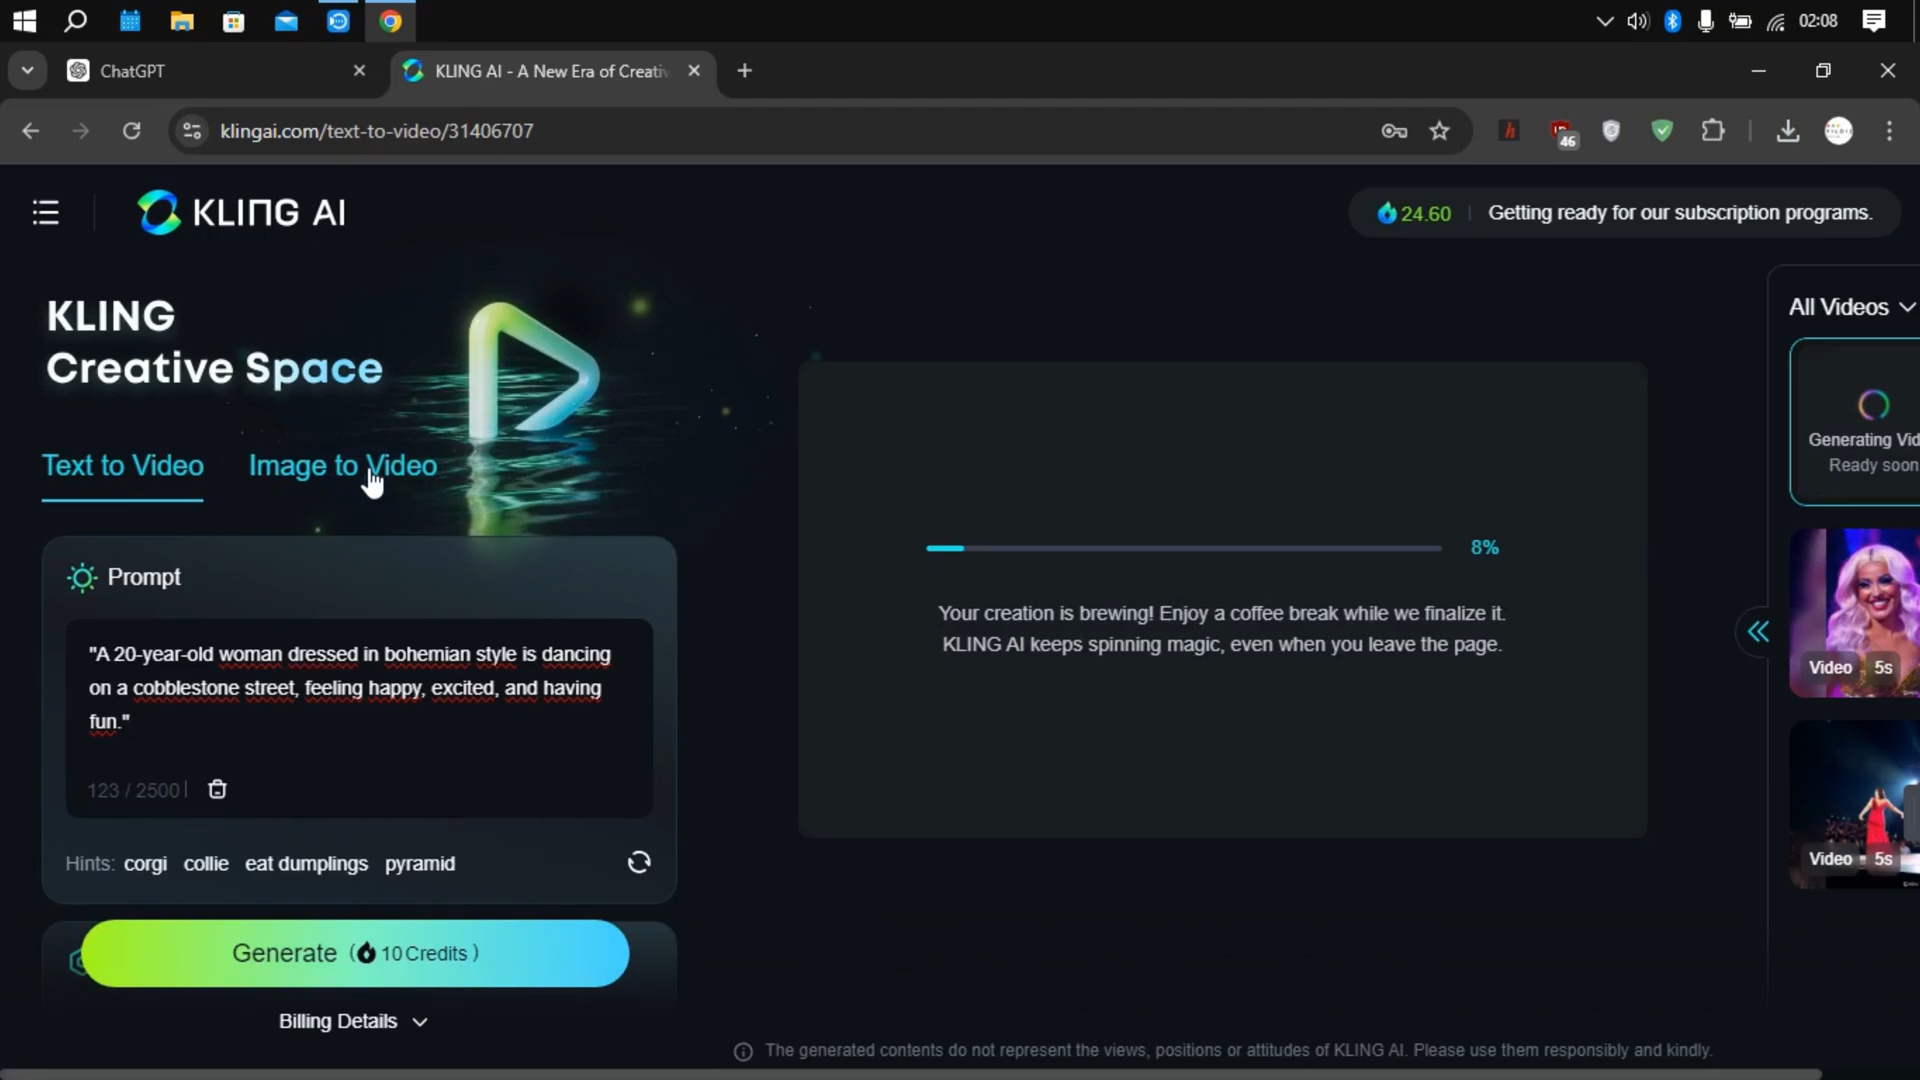 02:08
ChatGPT
KLING AI - A New Era of Creativ
klingai.com/text-to-video/31406707
46
KLING AI
24.60
Getting ready for our subscription programs.
KLING
Creative Space
All Videos
Generating Vid
Ready soon
Text to Video
Image to Video
8%
Prompt
Your creation is brewing! Enjoy a coffee break while we finalize it.
KLING AI keeps spinning magic, even when you leave the page.
"A 20-year-old woman dressed in bohemian style is dancing
on a cobblestone street, feeling happy, excited, and having
fun."
Video 5s
123 / 2500
Hints: corgi collie eat dumplings pyramid
Video 5s
Generate ( 10 Credits )
Billing Details
The generated contents do not represent the views, positions or attitudes of KLING AI. Please use them responsibly and kindly.